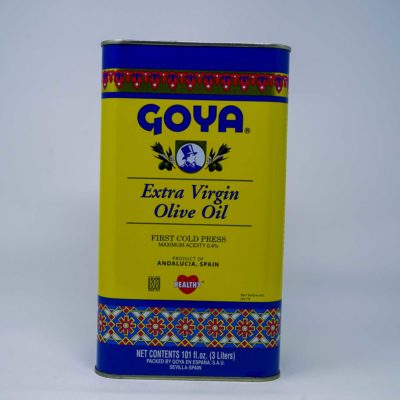 GOYA®
Extra Virgin
Olive Oil
FIRST COLD PRESS
MAXIMUM ACIDITY 0.4%
PRODUCT OF
ANDALUCIA, SPAIN
HEALTHY
NET CONTENTS 101 fl.oz. (3 Liters)
PACKED BY GOYA EN ESPAÑA, S.A.U.
SEVILLA-SPAIN